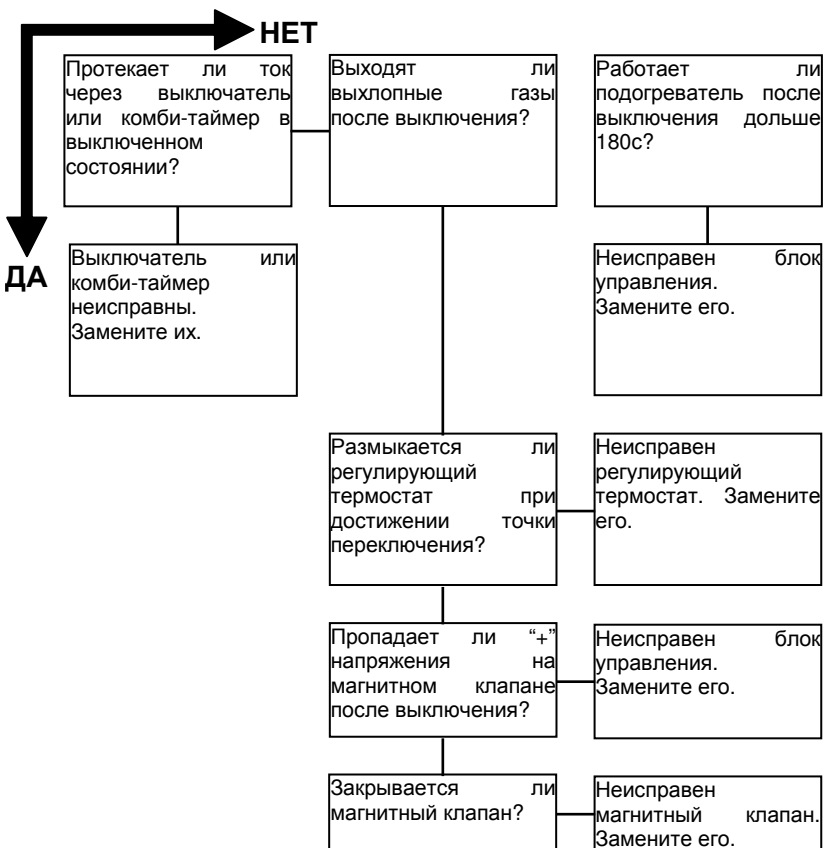 НЕТ
Протекает ли ток
через выключатель
или комби-таймер в
выключенном
состоянии?
Выходят ли
выхлопные газы
после выключения?
Работает ли
подогреватель после
выключения дольше
180с?
ДА
Выключатель или
комби-таймер
неисправны.
Замените их.
Неисправен блок
управления.
Замените его.
Размыкается ли
регулирующий
термостат при
достижении точки
переключения?
Неисправен
регулирующий
термостат. Замените
его.
Пропадает ли “+”
напряжения на
магнитном клапане
после выключения?
Неисправен блок
управления.
Замените его.
Закрывается ли
магнитный клапан?
Неисправен
магнитный клапан.
Замените его.